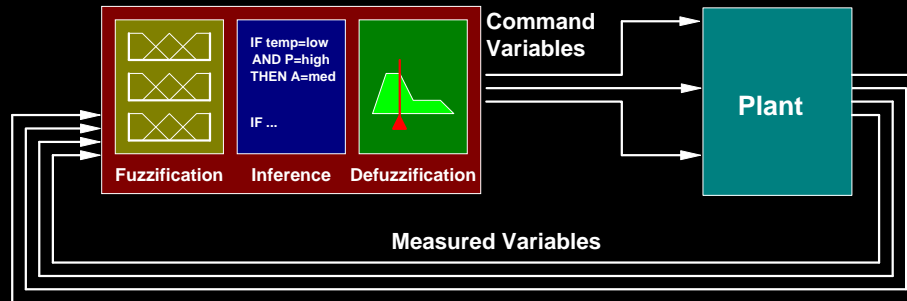 Command
Variables
IF temp=low
AND P=high
THEN A=med
IF ...
Plant
Fuzzification
Inference
Defuzzification
Measured Variables